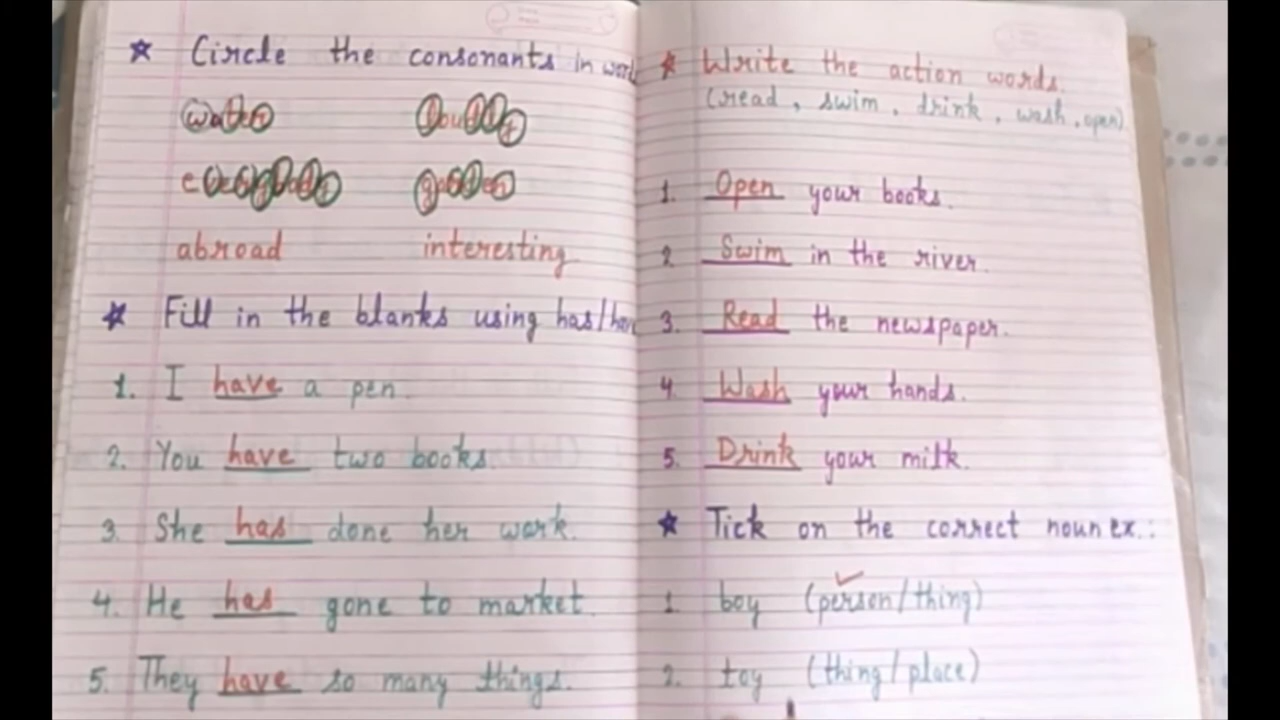 ★ Circle the consonants in
water
everybody garden
abroad interesting
★ Fill in the blanks using has/
1. I have a pen.
2. You have two books.
3. She has done her work.
4. He has gone to market.
5. They have so many things.
★ Write the action words.
(read, swim, drink, wash, open)
1. Open your books.
2. Swim in the river.
3. Read the newspaper.
4. Wash your hands.
5. Drink your milk.
★ Tick on the correct noun ex.:
1. boy (person/thing)
2. toy (thing/place)